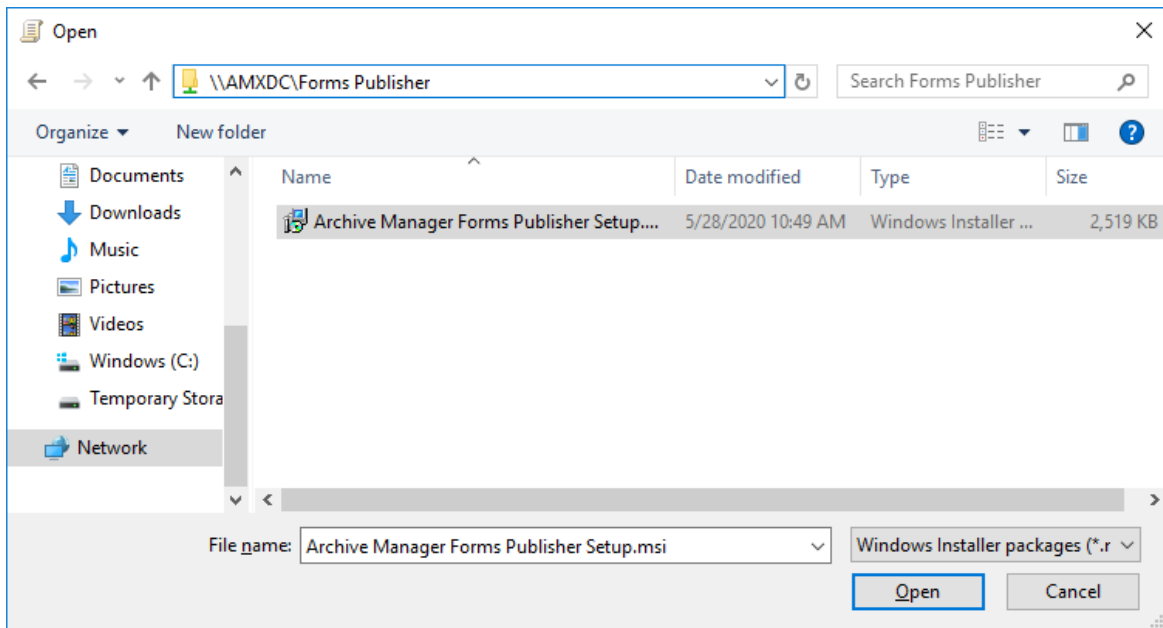 Open
\\AMXDC\Forms Publisher
Search Forms Publisher
Organize
New folder
Documents
Downloads
Music
Pictures
Videos
Windows (C:)
Temporary Stora
Network
Name
Date modified
Type
Size
Archive Manager Forms Publisher Setup....
5/28/2020 10:49 AM
Windows Installer ...
2,519 KB
File name:
Archive Manager Forms Publisher Setup.msi
Windows Installer packages (*.r
Open
Cancel